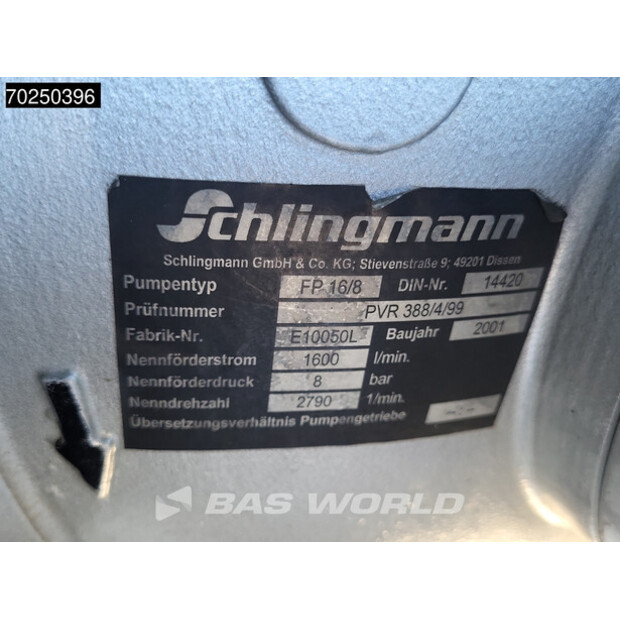 70250396
Schlingmann
Schlingmann GmbH & Co. KG; Stievenstraße 9; 49201 Dissen
Pumpentyp FP 16/8 DIN-Nr. 14420
Prüfnummer PVR 388/4/99
Fabrik-Nr. E10050L Baujahr 2001
Nennförderstrom 1600 l/min.
Nennförderdruck 8 bar
Nenndrehzahl 2790 1/min.
Übersetzungsverhältnis Pumpengetriebe
BAS WORLD